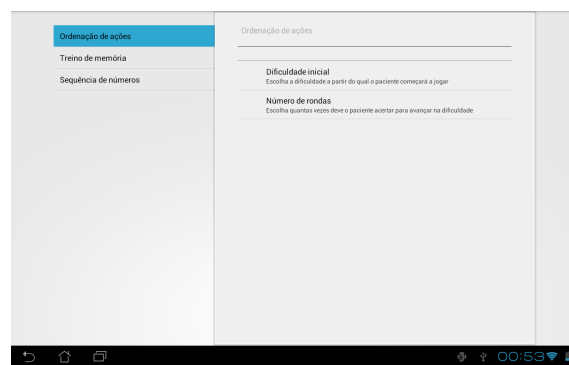 Ordenação de ações
Treino de memória
Sequência de números
Ordenação de ações
Dificuldade inicial
Escolha a dificuldade a partir do qual o paciente começará a jogar
Número de rondas
Escolha quantas vezes deve o paciente acertar para avançar na dificuldade
00:53